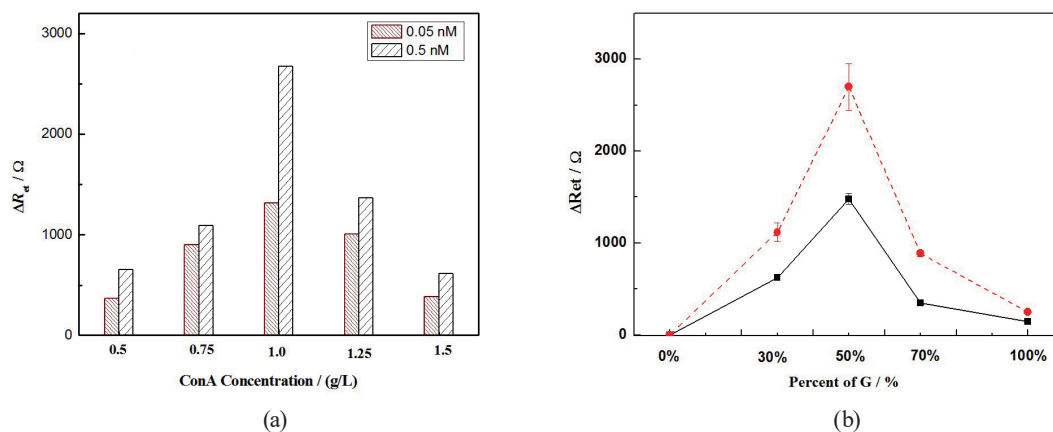 3000
2000
1000
0
ΔR_et / Ω
0.05 nM
0.5 nM
0.5 0.75 1.0 1.25 1.5
ConA Concentration / (g/L)
(a)
3000
2000
1000
0
ΔRet / Ω
0% 30% 50% 70% 100%
Percent of G / %
(b)